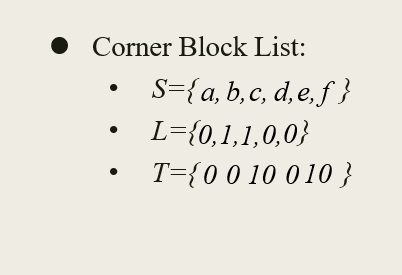 ● Corner Block List:
• S={a, b,c, d,e, f }
• L={0,1,1,0,0}
• T={ 0 0 10 0 10 }